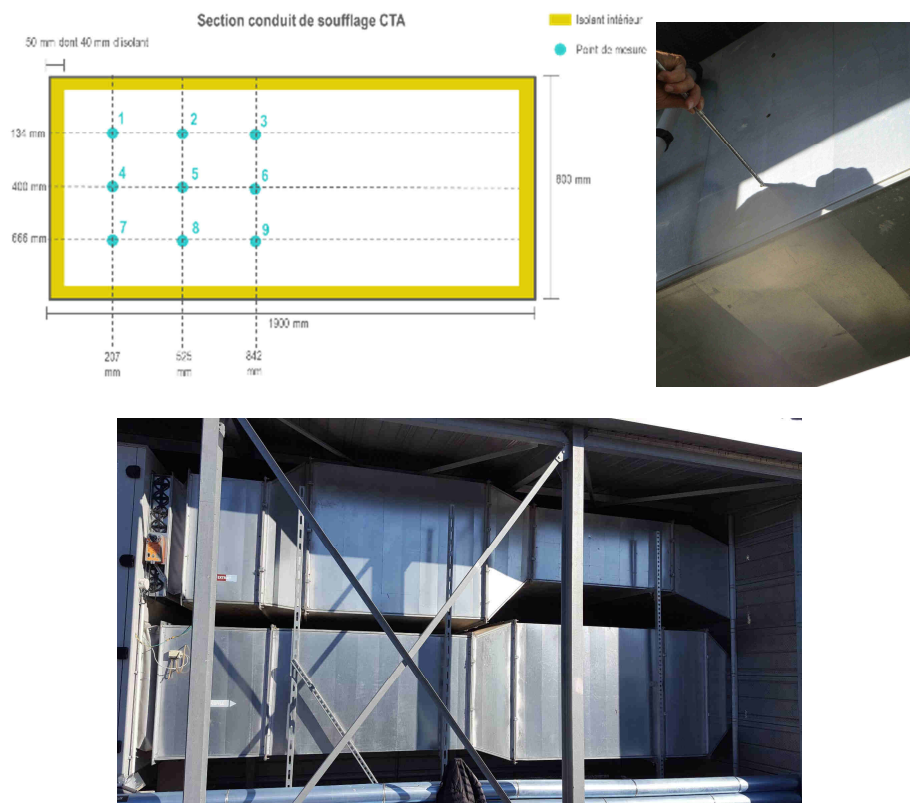 Section conduit de soufflage CTA
Isolant intérieur
50 mm dont 40 mm d'isolant
Point de mesure
1
2
3
134 mm
4
5
6
400 mm
800 mm
7
8
9
666 mm
1900 mm
207
mm
525
mm
842
mm